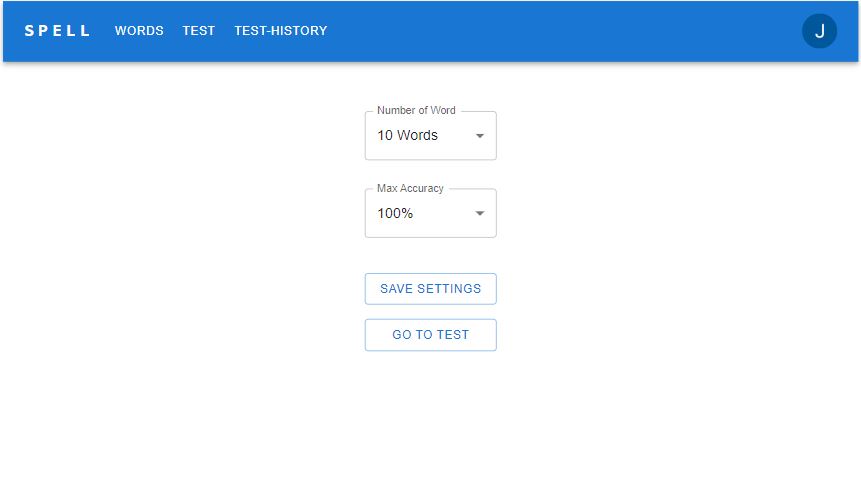 SPELL WORDS TEST TEST-HISTORY J
Number of Word
10 Words
Max Accuracy
100%
SAVE SETTINGS
GO TO TEST